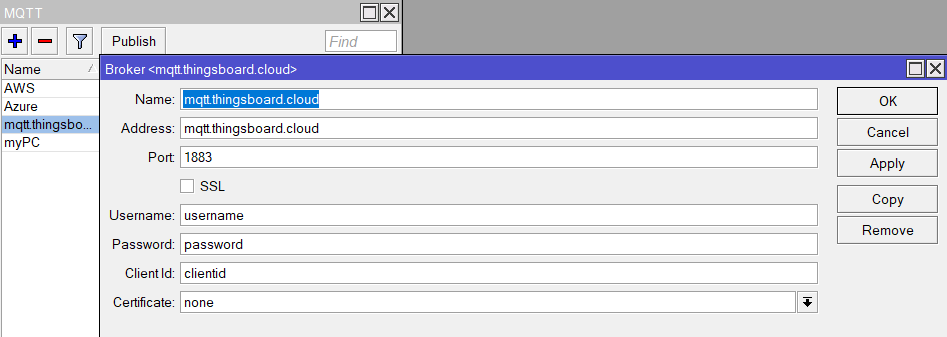 MQTT
Publish
Find
Name
AWS
Azure
mqtt.thingsbo...
myPC
Broker <mqtt.thingsboard.cloud>
Name: mqtt.thingsboard.cloud
Address: mqtt.thingsboard.cloud
Port: 1883
SSL
Username: username
Password: password
Client Id: clientid
Certificate: none
OK
Cancel
Apply
Copy
Remove